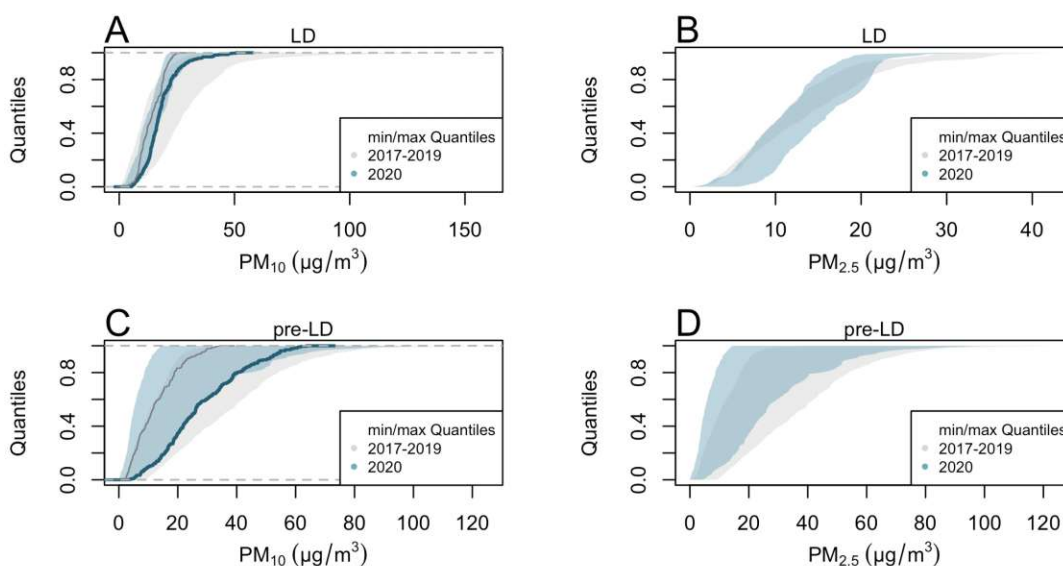 A
LD
Quantiles
0.0 0.4 0.8
min/max Quantiles
2017-2019
2020
0 50 100 150
PM₁₀ (μg/m³)
B
LD
Quantiles
0.0 0.4 0.8
min/max Quantiles
2017-2019
2020
0 10 20 30 40
PM₂.₅ (μg/m³)
C
pre-LD
Quantiles
0.0 0.4 0.8
min/max Quantiles
2017-2019
2020
0 20 40 60 80 100 120
PM₁₀ (μg/m³)
D
pre-LD
Quantiles
0.0 0.4 0.8
min/max Quantiles
2017-2019
2020
0 20 40 60 80 100 120
PM₂.₅ (μg/m³)